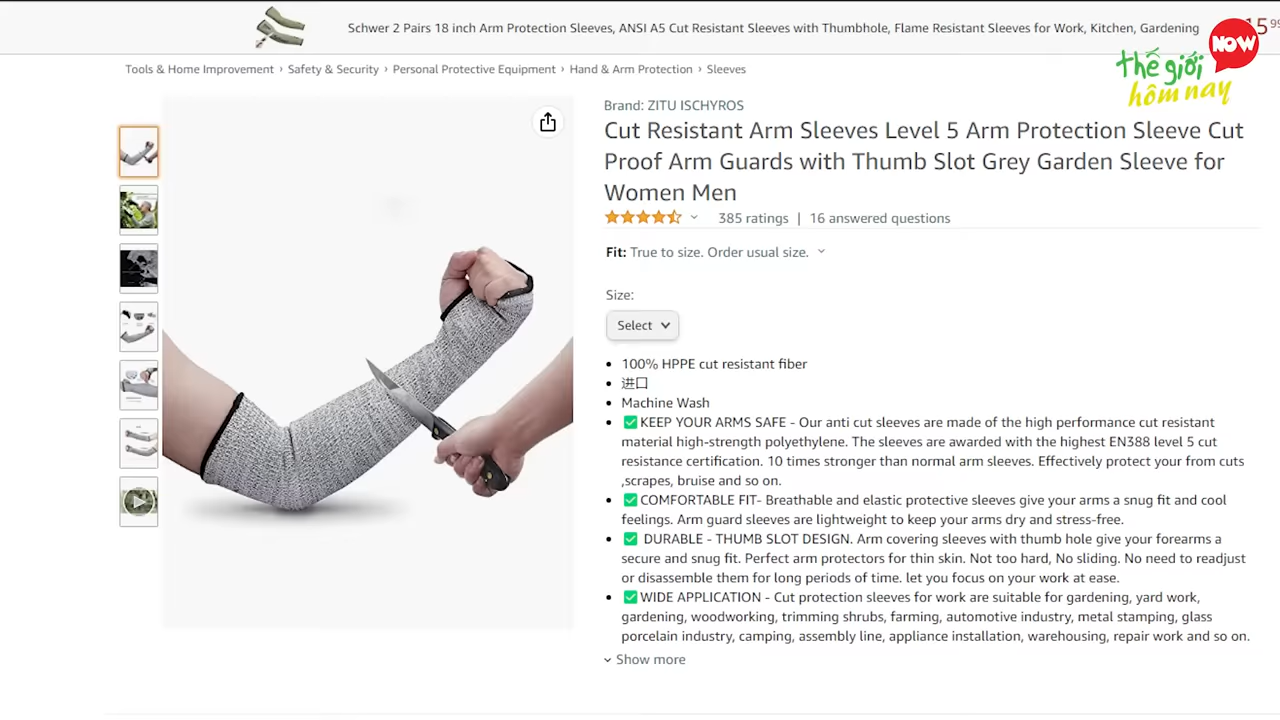 Schwer 2 Pairs 18 inch Arm Protection Sleeves, ANSI A5 Cut Resistant Sleeves with Thumbhole, Flame Resistant Sleeves for Work, Kitchen, Gardening
NOW
thế giới
hôm nay
Tools & Home Improvement › Safety & Security › Personal Protective Equipment › Hand & Arm Protection › Sleeves
Brand: ZITU ISCHYROS
Cut Resistant Arm Sleeves Level 5 Arm Protection Sleeve Cut
Proof Arm Guards with Thumb Slot Grey Garden Sleeve for
Women Men
385 ratings | 16 answered questions
Fit: True to size. Order usual size.
Size:
Select
• 100% HPPE cut resistant fiber
• 进口
• Machine Wash
• ✅KEEP YOUR ARMS SAFE - Our anti cut sleeves are made of the high performance cut resistant
material high-strength polyethylene. The sleeves are awarded with the highest EN388 level 5 cut
resistance certification. 10 times stronger than normal arm sleeves. Effectively protect your from cuts
,scrapes, bruise and so on.
• ✅COMFORTABLE FIT- Breathable and elastic protective sleeves give your arms a snug fit and cool
feelings. Arm guard sleeves are lightweight to keep your arms dry and stress-free.
• ✅ DURABLE - THUMB SLOT DESIGN. Arm covering sleeves with thumb hole give your forearms a
secure and snug fit. Perfect arm protectors for thin skin. Not too hard, No sliding. No need to readjust
or disassemble them for long periods of time. let you focus on your work at ease.
• ✅WIDE APPLICATION - Cut protection sleeves for work are suitable for gardening, yard work,
gardening, woodworking, trimming shrubs, farming, automotive industry, metal stamping, glass
porcelain industry, camping, assembly line, appliance installation, warehousing, repair work and so on.
Show more